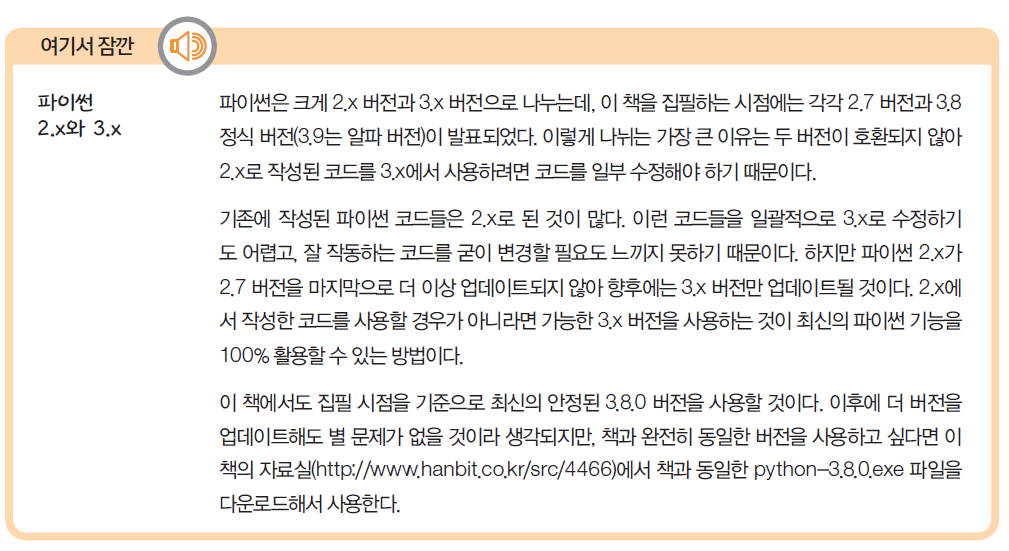 여기서 잠깐
파이썬
2.x와 3.x
파이썬은 크게 2.x 버전과 3.x 버전으로 나누는데, 이 책을 집필하는 시점에는 각각 2.7 버전과 3.8
정식 버전(3.9는 알파 버전)이 발표되었다. 이렇게 나뉘는 가장 큰 이유는 두 버전이 호환되지 않아
2.x로 작성된 코드를 3.x에서 사용하려면 코드를 일부 수정해야 하기 때문이다.
기존에 작성된 파이썬 코드들은 2.x로 된 것이 많다. 이런 코드들을 일괄적으로 3.x로 수정하기
도 어렵고, 잘 작동하는 코드를 굳이 변경할 필요도 느끼지 못하기 때문이다. 하지만 파이썬 2.x가
2.7 버전을 마지막으로 더 이상 업데이트되지 않아 향후에는 3.x 버전만 업데이트될 것이다. 2.x에
서 작성한 코드를 사용할 경우가 아니라면 가능한 3.x 버전을 사용하는 것이 최신의 파이썬 기능을
100% 활용할 수 있는 방법이다.
이 책에서도 집필 시점을 기준으로 최신의 안정된 3.8.0 버전을 사용할 것이다. 이후에 더 버전을
업데이트해도 별 문제가 없을 것이라 생각되지만, 책과 완전히 동일한 버전을 사용하고 싶다면 이
책의 자료실(http://www.hanbit.co.kr/src/4466)에서 책과 동일한 python-3.8.0.exe 파일을
다운로드해서 사용한다.